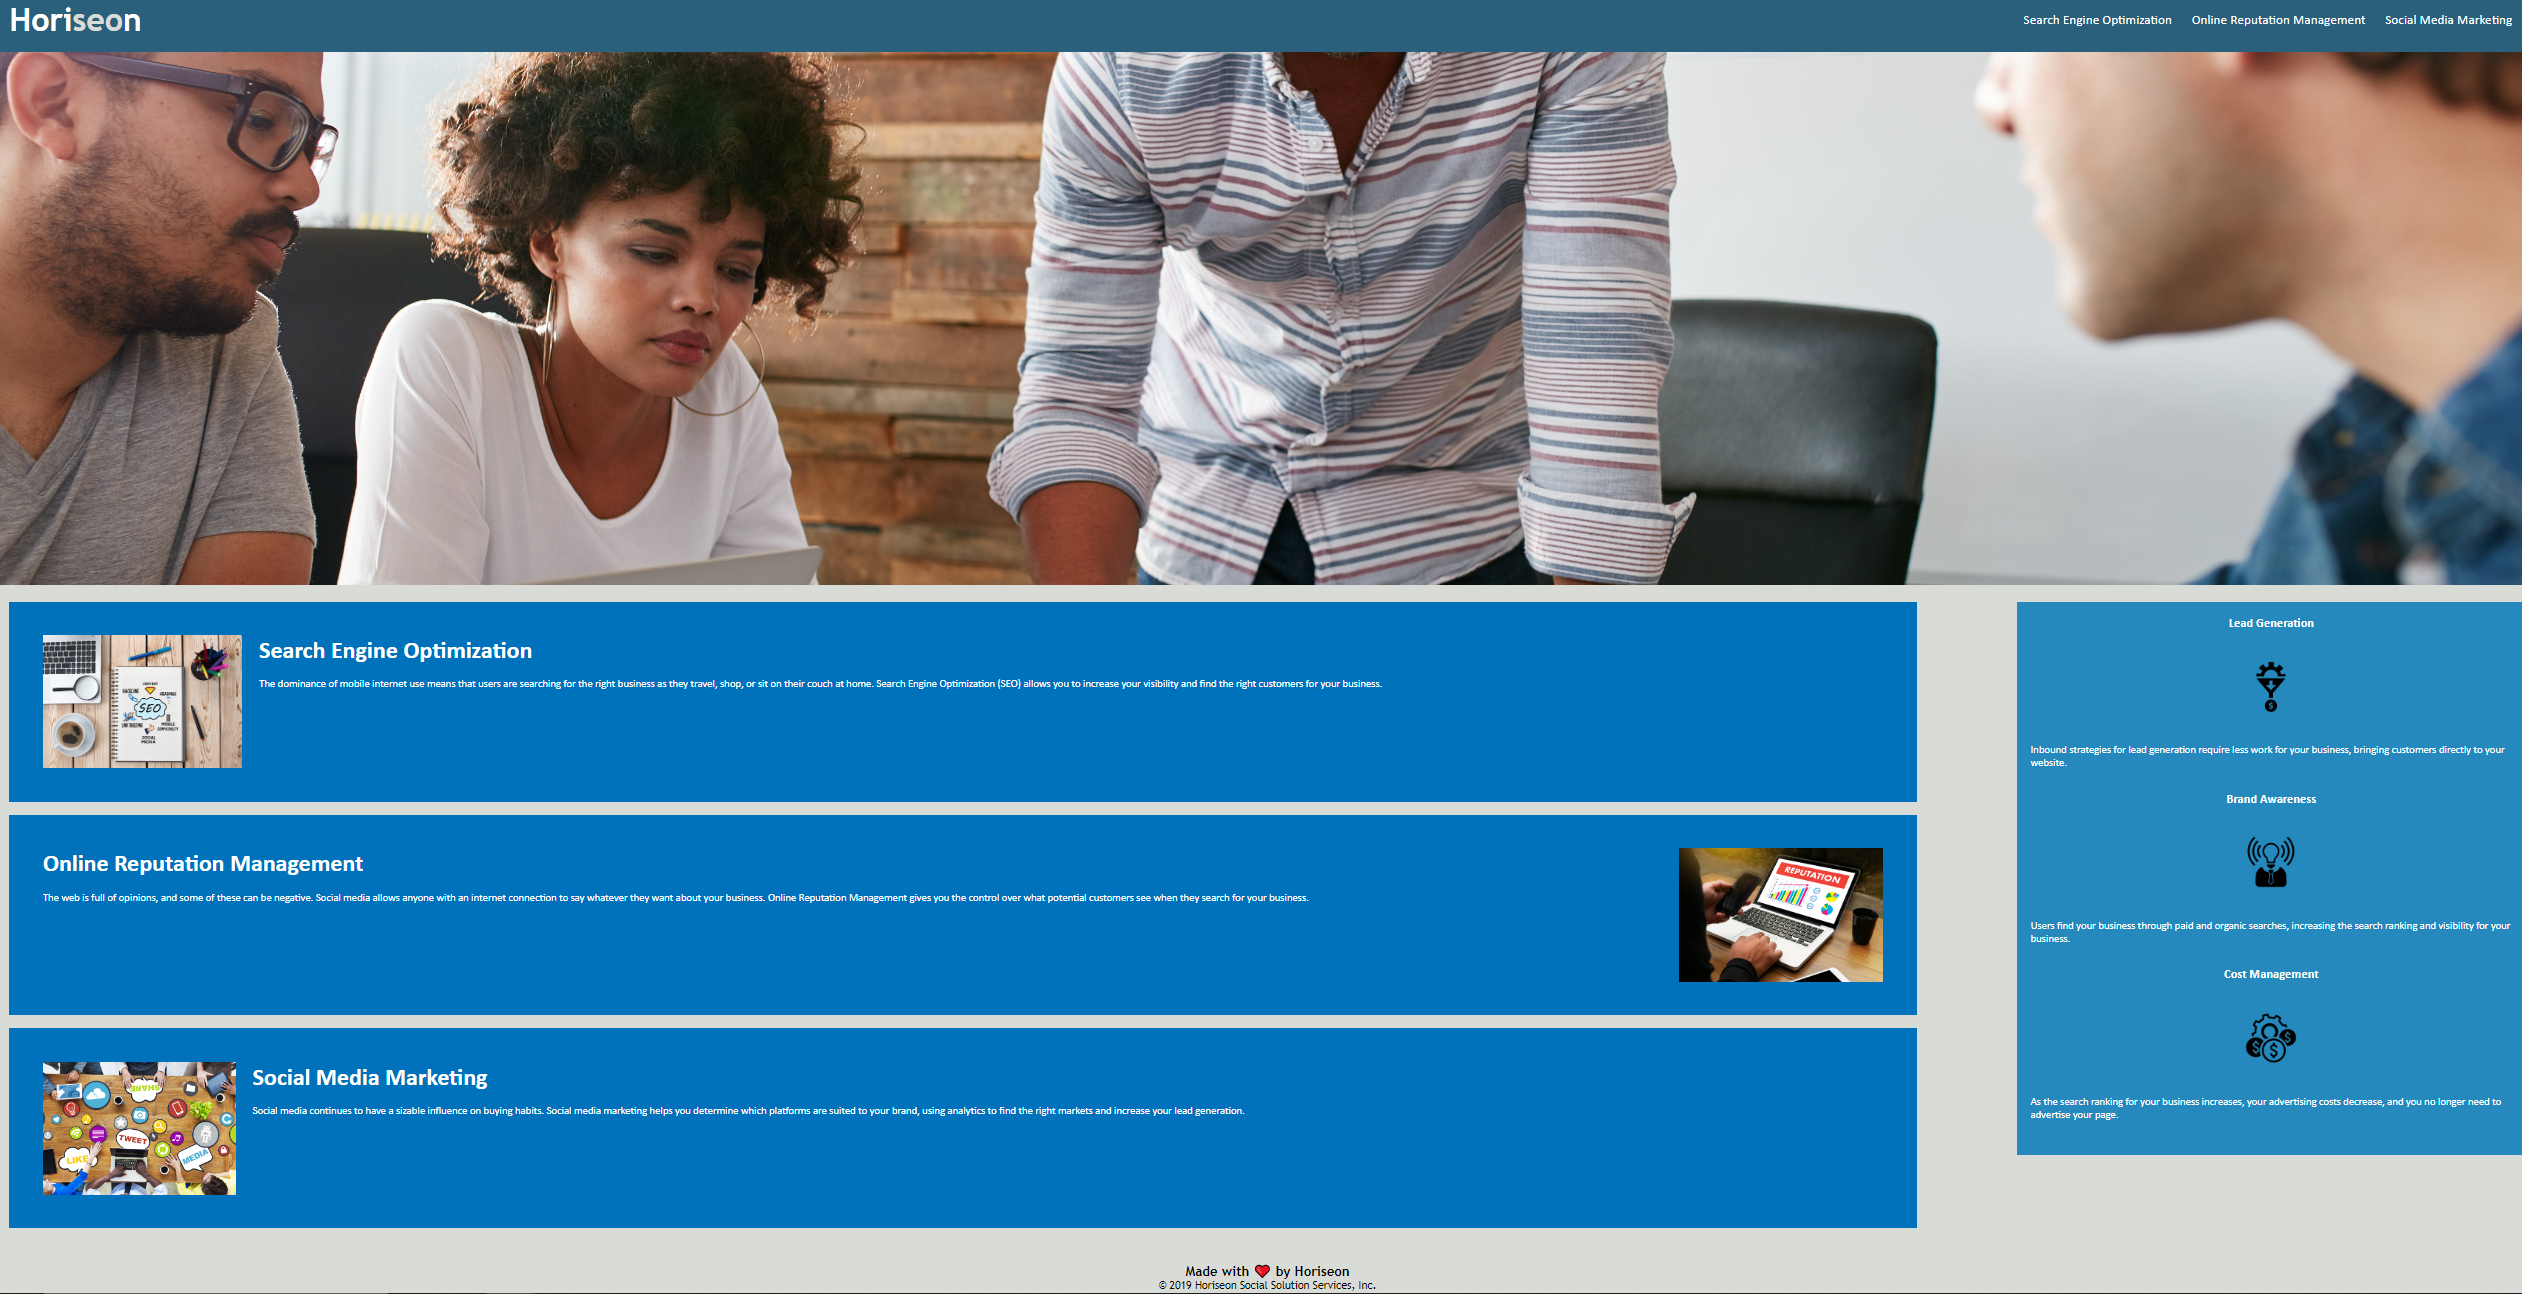 Horiseon
Search Engine Optimization
Online Reputation Management
Social Media Marketing
Search Engine Optimization
The dominance of mobile internet use means that users are searching for the right business as they travel, shop, or sit on their couch at home. Search Engine Optimization (SEO) allows you to increase your visibility and find the right customers for your business.
SEO
Online Reputation Management
The web is full of opinions, and some of these can be negative. Social media allows anyone with an internet connection to say whatever they want about your business. Online Reputation Management gives you the control over what potential customers see when they search for your business.
REPUTATION
Social Media Marketing
Social media continues to have a sizable influence on buying habits. Social media marketing helps you determine which platforms are suited to your brand, using analytics to find the right markets and increase your lead generation.
SHARE
TWEET
LIKE
MEDIA
Lead Generation
Inbound strategies for lead generation require less work for your business, bringing customers directly to your
website.
Brand Awareness
Users find your business through paid and organic searches, increasing the search ranking and visibility for your
business.
Cost Management
As the search ranking for your business increases, your advertising costs decrease, and you no longer need to
advertise your page.
Made with ❤ by Horiseon
© 2019 Horiseon Social Solution Services, Inc.